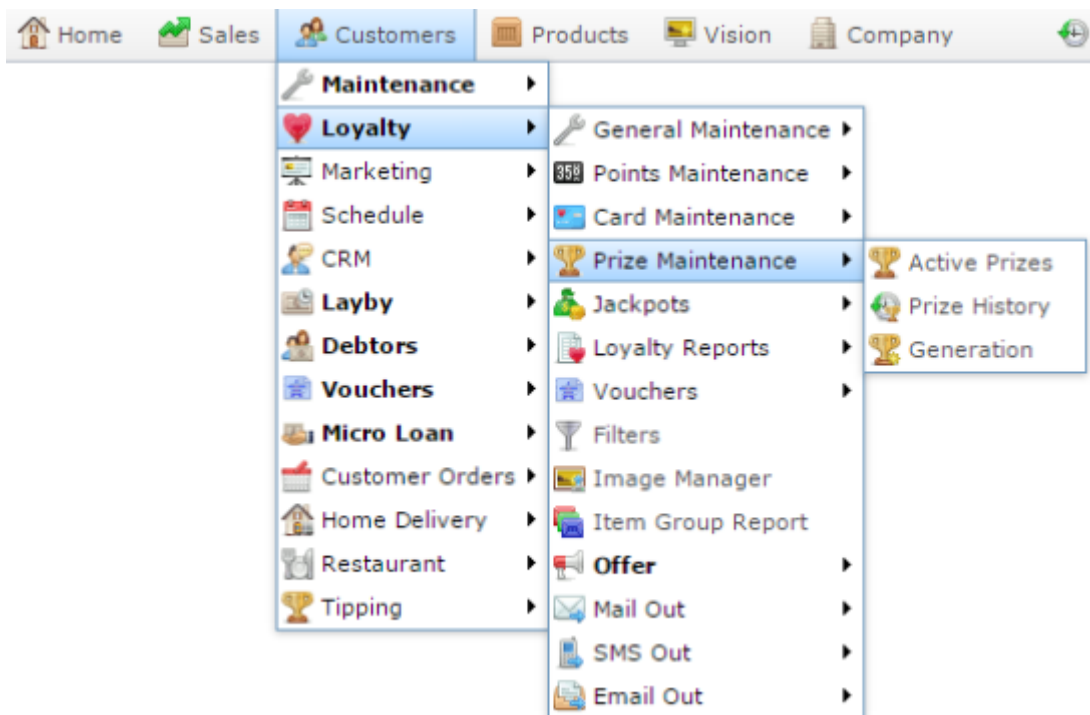 Home Sales Customers Products Vision Company
Maintenance
Loyalty
Marketing
Schedule
CRM
Layby
Debtors
Vouchers
Micro Loan
Customer Orders
Home Delivery
Restaurant
Tipping
General Maintenance
Points Maintenance
Card Maintenance
Prize Maintenance
Jackpots
Loyalty Reports
Vouchers
Filters
Image Manager
Item Group Report
Offer
Mail Out
SMS Out
Email Out
Active Prizes
Prize History
Generation